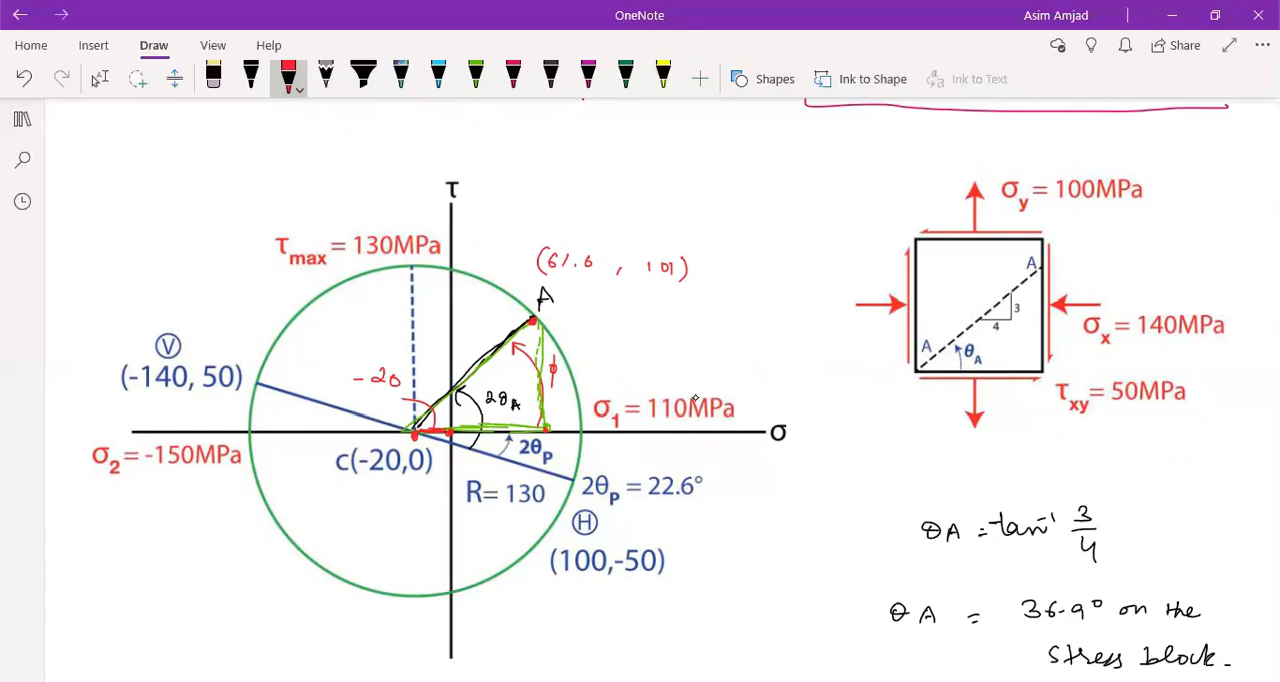 OneNote
Asim Amjad
Home Insert Draw View Help
Share
Shapes
Ink to Shape
Ink to Text
τ
τmax = 130MPa
(61.6 , 101)
A
V
(-140, 50)
-20
2θA
ϕ
σ1 = 110MPa
σ
σ2 = -150MPa
c(-20,0)
2θP
R= 130
2θP = 22.6°
H
(100,-50)
σy = 100MPa
A
3
4
A
θA
σx = 140MPa
τxy = 50MPa
θA = tan⁻¹ 3/4
θA = 36.9° on the
stress block.